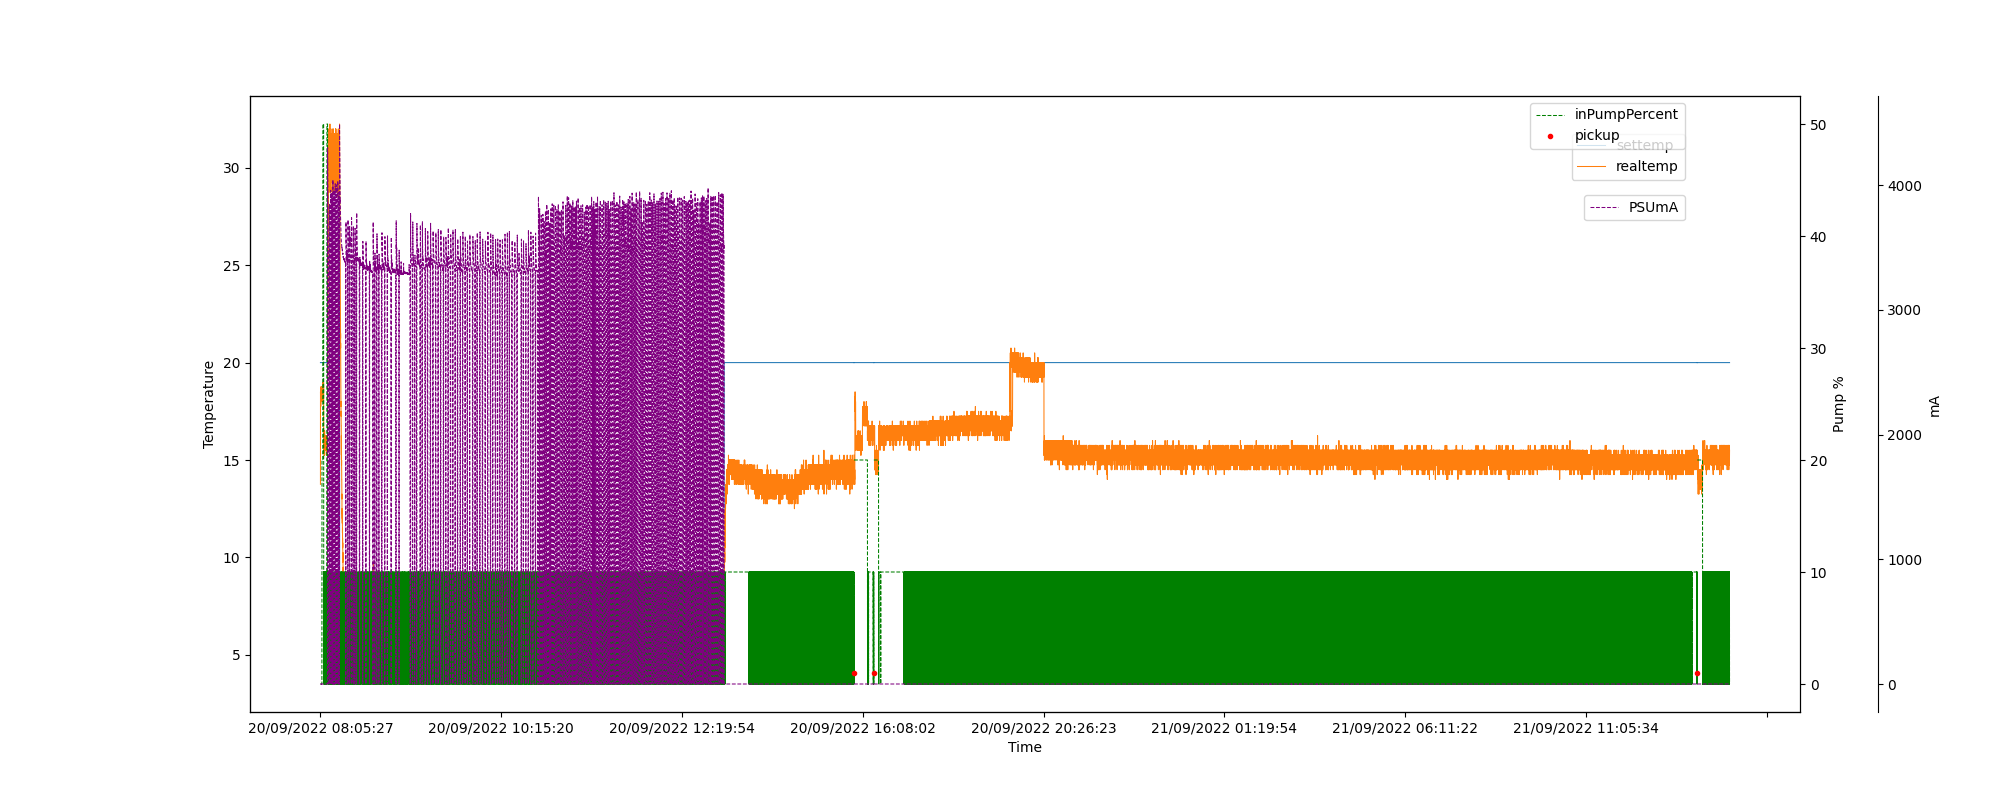 inPumpPercent
pickup
settemp
realtemp
PSUmA
Temperature
30
25
20
15
10
5
50
40
30
20
10
0
Pump %
4000
3000
2000
1000
0
mA
20/09/2022 08:05:27
20/09/2022 10:15:20
20/09/2022 12:19:54
20/09/2022 16:08:02
20/09/2022 20:26:23
21/09/2022 01:19:54
21/09/2022 06:11:22
21/09/2022 11:05:34
Time